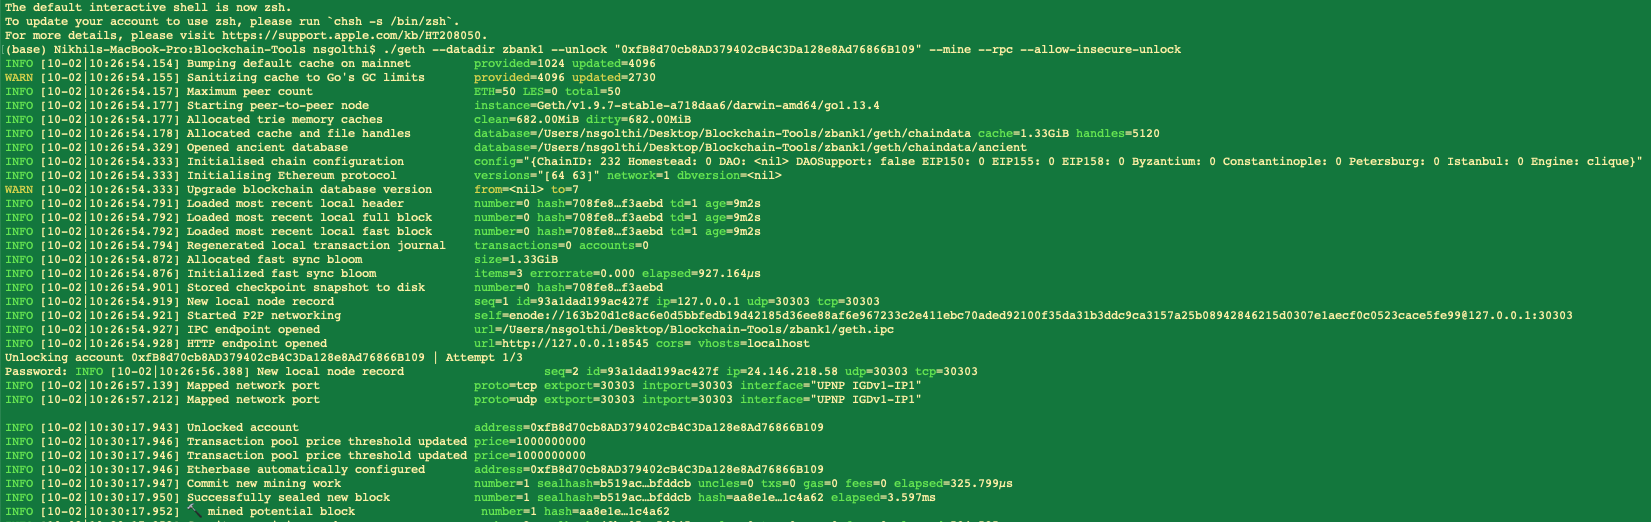 The default interactive shell is now zsh.
To update your account to use zsh, please run `chsh -s /bin/zsh`.
For more details, please visit https://support.apple.com/kb/HT208050.
(base) Nikhils-MacBook-Pro:Blockchain-Tools nsgolthi$ ./geth --datadir zbank1 --unlock "0xfB8d70cb8AD379402cB4C3Da128e8Ad76866B109" --mine --rpc --allow-insecure-unlock
INFO [10-02|10:26:54.154] Bumping default cache on mainnet provided=1024 updated=4096
WARN [10-02|10:26:54.155] Sanitizing cache to Go's GC limits provided=4096 updated=2730
INFO [10-02|10:26:54.157] Maximum peer count ETH=50 LES=0 total=50
INFO [10-02|10:26:54.177] Starting peer-to-peer node instance=Geth/v1.9.7-stable-a718daa6/darwin-amd64/go1.13.4
INFO [10-02|10:26:54.177] Allocated trie memory caches clean=682.00MiB dirty=682.00MiB
INFO [10-02|10:26:54.178] Allocated cache and file handles database=/Users/nsgolthi/Desktop/Blockchain-Tools/zbank1/geth/chaindata cache=1.33GiB handles=5120
INFO [10-02|10:26:54.329] Opened ancient database database=/Users/nsgolthi/Desktop/Blockchain-Tools/zbank1/geth/chaindata/ancient
INFO [10-02|10:26:54.333] Initialised chain configuration config="{ChainID: 232 Homestead: 0 DAO: <nil> DAOSupport: false EIP150: 0 EIP155: 0 EIP158: 0 Byzantium: 0 Constantinople: 0 Petersburg: 0 Istanbul: 0 Engine: clique}"
INFO [10-02|10:26:54.333] Initialising Ethereum protocol versions="[64 63]" network=1 dbversion=<nil>
WARN [10-02|10:26:54.333] Upgrade blockchain database version from=<nil> to=7
INFO [10-02|10:26:54.791] Loaded most recent local header number=0 hash=708fe8…f3aebd td=1 age=9m2s
INFO [10-02|10:26:54.792] Loaded most recent local full block number=0 hash=708fe8…f3aebd td=1 age=9m2s
INFO [10-02|10:26:54.792] Loaded most recent local fast block number=0 hash=708fe8…f3aebd td=1 age=9m2s
INFO [10-02|10:26:54.794] Regenerated local transaction journal transactions=0 accounts=0
INFO [10-02|10:26:54.872] Allocated fast sync bloom size=1.33GiB
INFO [10-02|10:26:54.876] Initialized fast sync bloom items=3 errorrate=0.000 elapsed=927.164µs
INFO [10-02|10:26:54.901] Stored checkpoint snapshot to disk number=0 hash=708fe8…f3aebd
INFO [10-02|10:26:54.919] New local node record seq=1 id=93a1dad199ac427f ip=127.0.0.1 udp=30303 tcp=30303
INFO [10-02|10:26:54.921] Started P2P networking self=enode://163b20d1c8ac6e0d5bbfedb19d42185d36ee88af6e967233c2e411ebc70aded92100f35da31b3ddc9ca3157a25b08942846215d0307e1aecf0c0523cace5fe99@127.0.0.1:30303
INFO [10-02|10:26:54.927] IPC endpoint opened url=/Users/nsgolthi/Desktop/Blockchain-Tools/zbank1/geth.ipc
INFO [10-02|10:26:54.928] HTTP endpoint opened url=http://127.0.0.1:8545 cors= vhosts=localhost
Unlocking account 0xfB8d70cb8AD379402cB4C3Da128e8Ad76866B109 | Attempt 1/3
Password: INFO [10-02|10:26:56.388] New local node record seq=2 id=93a1dad199ac427f ip=24.146.218.58 udp=30303 tcp=30303
INFO [10-02|10:26:57.139] Mapped network port proto=tcp extport=30303 intport=30303 interface="UPNP IGDv1-IP1"
INFO [10-02|10:26:57.212] Mapped network port proto=udp extport=30303 intport=30303 interface="UPNP IGDv1-IP1"
INFO [10-02|10:30:17.943] Unlocked account address=0xfB8d70cb8AD379402cB4C3Da128e8Ad76866B109
INFO [10-02|10:30:17.946] Transaction pool price threshold updated price=1000000000
INFO [10-02|10:30:17.946] Transaction pool price threshold updated price=1000000000
INFO [10-02|10:30:17.946] Etherbase automatically configured address=0xfB8d70cb8AD379402cB4C3Da128e8Ad76866B109
INFO [10-02|10:30:17.947] Commit new mining work number=1 sealhash=b519ac…bfddcb uncles=0 txs=0 gas=0 fees=0 elapsed=325.799µs
INFO [10-02|10:30:17.950] Successfully sealed new block number=1 sealhash=b519ac…bfddcb hash=aa8e1e…1c4a62 elapsed=3.597ms
INFO [10-02|10:30:17.952] 🔨 mined potential block number=1 hash=aa8e1e…1c4a62